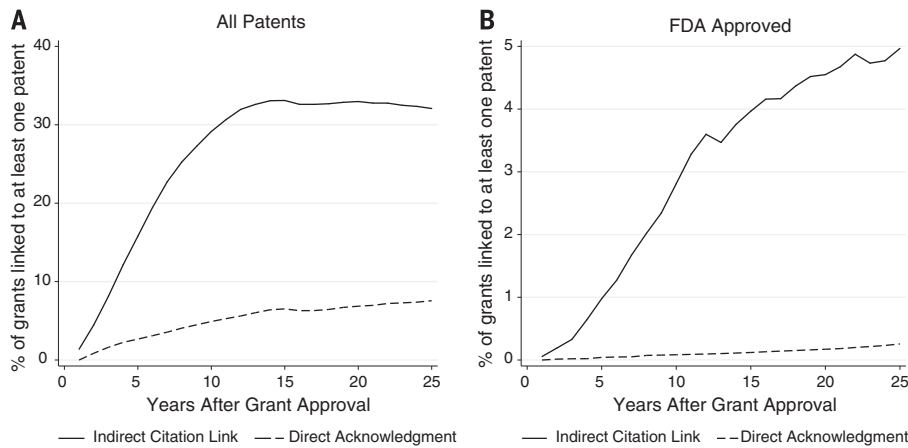 A
All Patents
% of grants linked to at least one patent
40
30
20
10
0
0 5 10 15 20 25
Years After Grant Approval
Indirect Citation Link Direct Acknowledgment
B
FDA Approved
% of grants linked to at least one patent
5
4
3
2
1
0
0 5 10 15 20 25
Years After Grant Approval
Indirect Citation Link Direct Acknowledgment